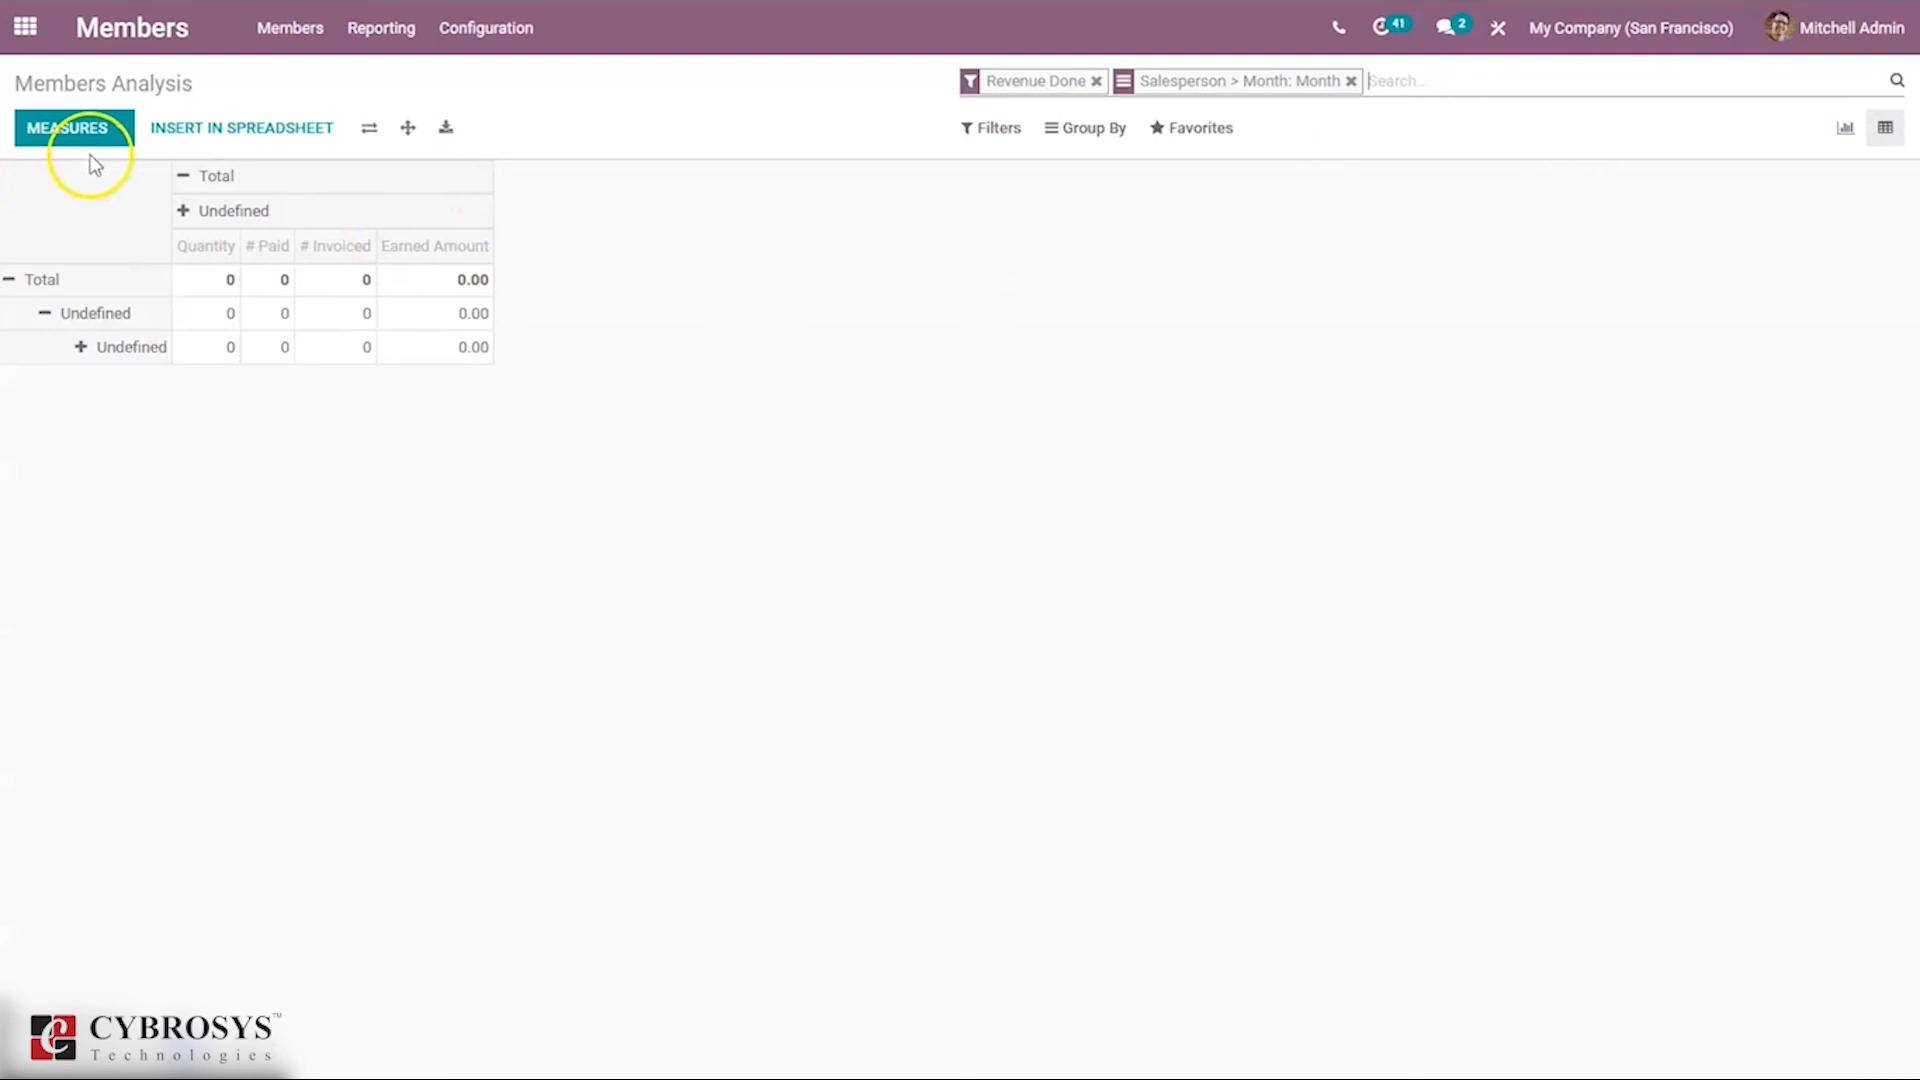 Members Members Reporting Configuration 41 2 My Company (San Francisco) Mitchell Admin
Members Analysis Revenue Done Salesperson > Month: Month Search...
MEASURES INSERT IN SPREADSHEET Filters Group By Favorites
Total
Undefined
Quantity # Paid # Invoiced Earned Amount
Total 0 0 0 0.00
Undefined 0 0 0 0.00
Undefined 0 0 0 0.00
CYBROSYS™
Technologies